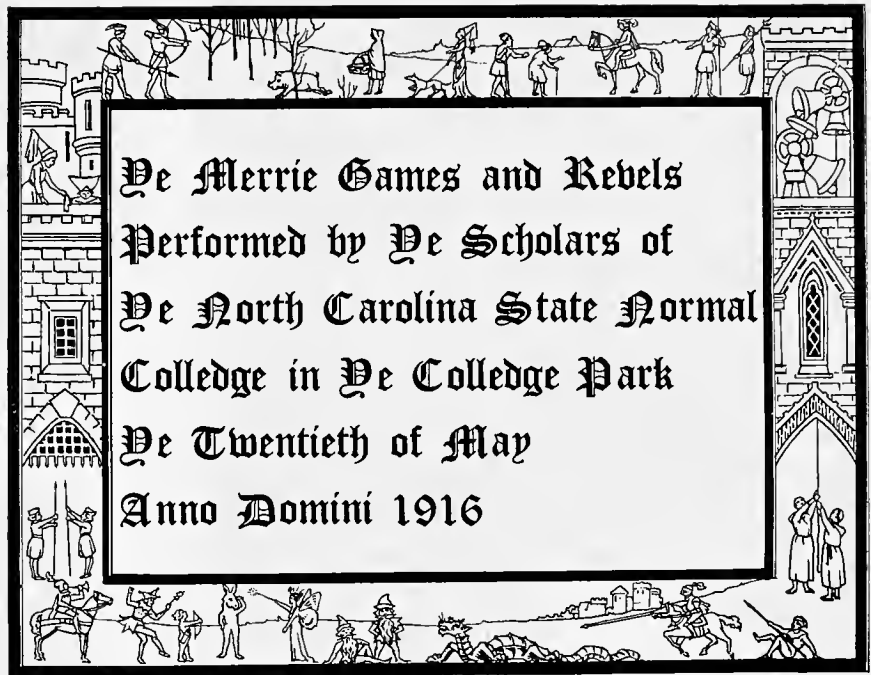 Ye Merrie Games and Revels
Performed by Ye Scholars of
Ye North Carolina State Normal
Colledge in Ye Colledge Park
Ye Twentieth of May
Anno Domini 1916